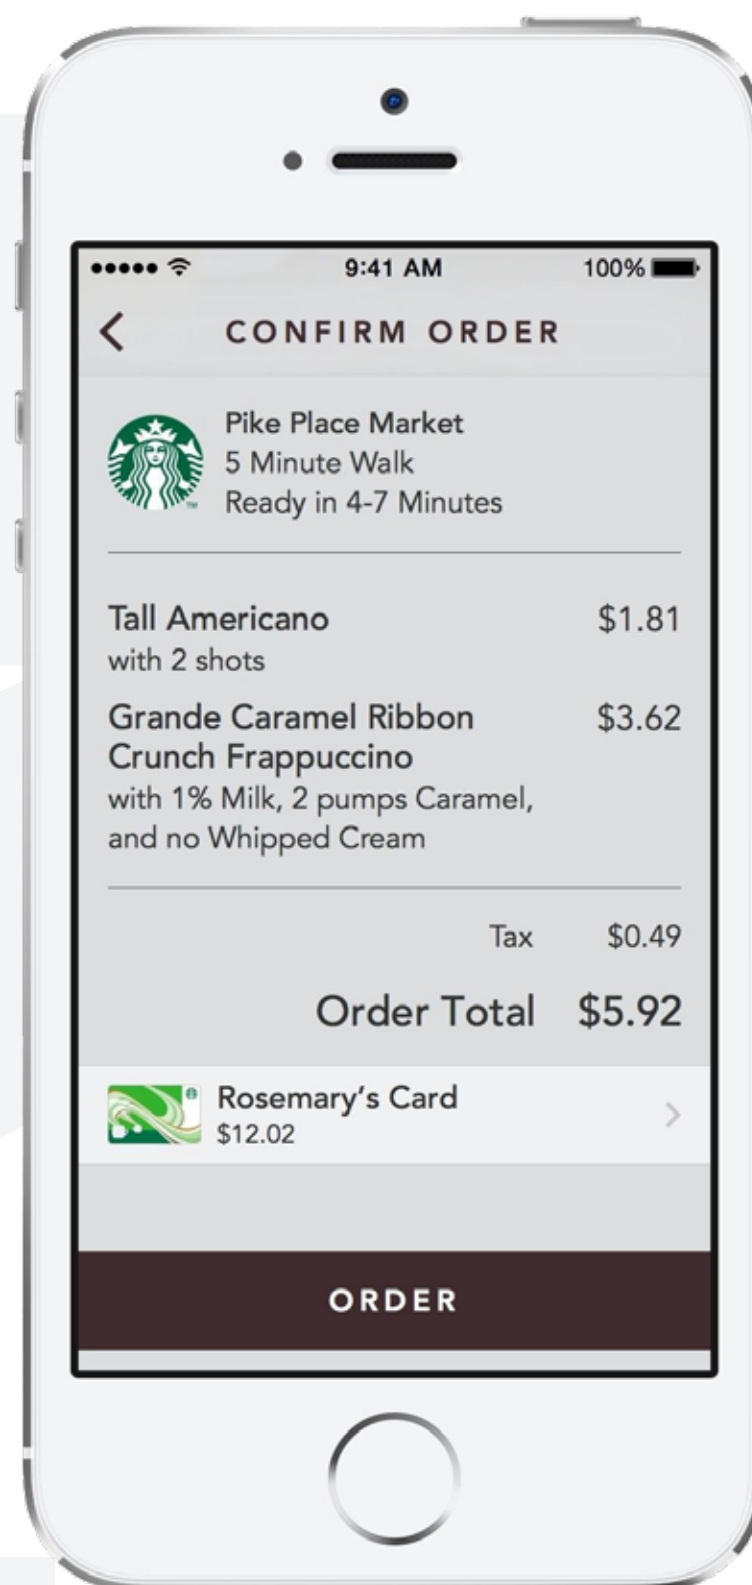 9:41 AM 100%
CONFIRM ORDER
Pike Place Market
5 Minute Walk
Ready in 4-7 Minutes
Tall Americano $1.81
with 2 shots
Grande Caramel Ribbon $3.62
Crunch Frappuccino
with 1% Milk, 2 pumps Caramel,
and no Whipped Cream
Tax $0.49
Order Total $5.92
Rosemary’s Card
$12.02
ORDER